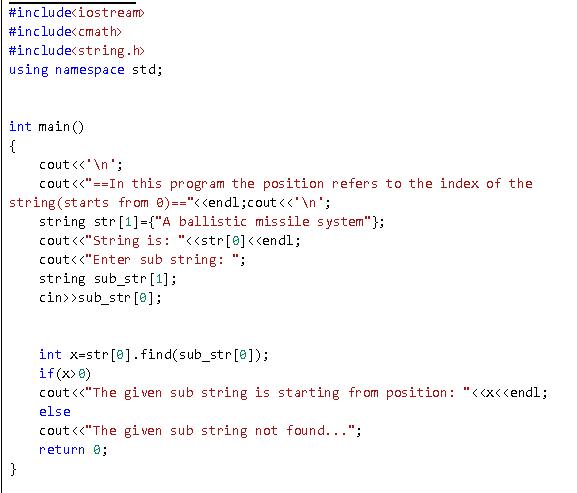 #include<iostream>
#include<cmath>
#include<string.h>
using namespace std;
int main()
{
cout<<'\n';
cout<<"==In this program the position refers to the index of the
string(starts from 0)=="<<endl;cout<<'\n';
string str[1]={"A ballistic missile system"};
cout<<"String is: "<<str[0]<<endl;
cout<<"Enter sub string: ";
string sub_str[1];
cin>>sub_str[0];
int x=str[0].find(sub_str[0]);
if(x>0)
cout<<"The given sub string is starting from position: "<<x<<endl;
else
cout<<"The given sub string not found...";
return 0;
}